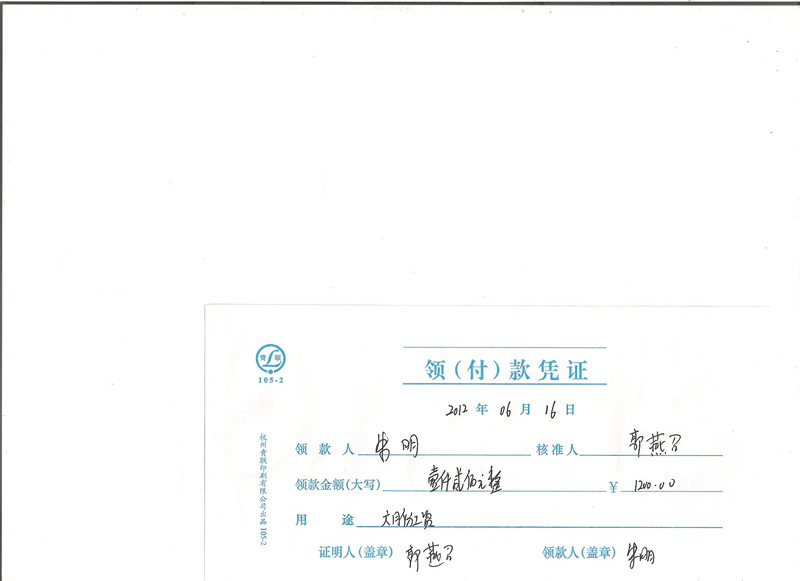 青 联
105-2
领(付)款凭证
2012 年 06 月 16 日
领款人 朱明 核准人 郭燕召
领款金额(大写) 壹仟贰佰元整 ¥ 1200.00
用途 六月份工资
证明人(盖章) 郭燕召 领款人(盖章) 朱明
杭州青联印刷有限公司出品 105-2